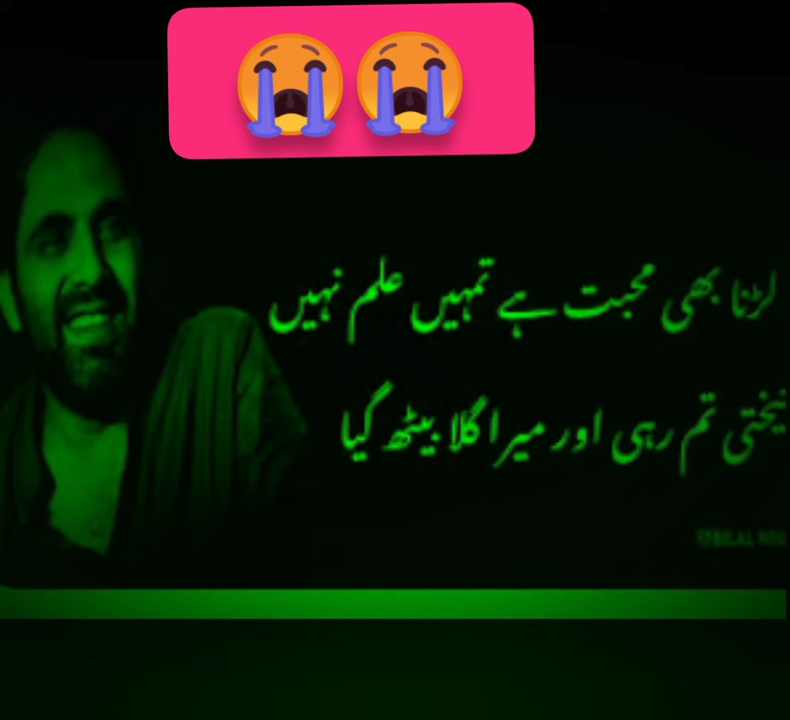 😭😭
لڑنا بھی محبت ہے تمہیں علم نہیں
تم رہی اور میرا گلا بیٹھ گیا